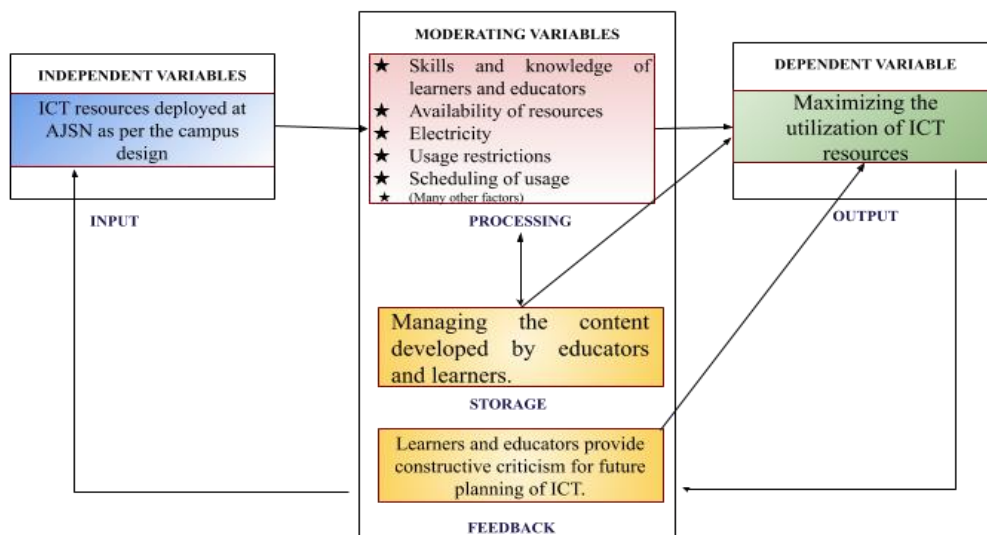 INDEPENDENT VARIABLES
ICT resources deployed at
AJSN as per the campus
design
INPUT
MODERATING VARIABLES
★ Skills and knowledge of
learners and educators
★ Availability of resources
★ Electricity
★ Usage restrictions
★ Scheduling of usage
★ (Many other factors)
PROCESSING
Managing the content
developed by educators
and learners.
STORAGE
Learners and educators provide
constructive criticism for future
planning of ICT.
FEEDBACK
DEPENDENT VARIABLE
Maximizing the
utilization of ICT
resources
OUTPUT